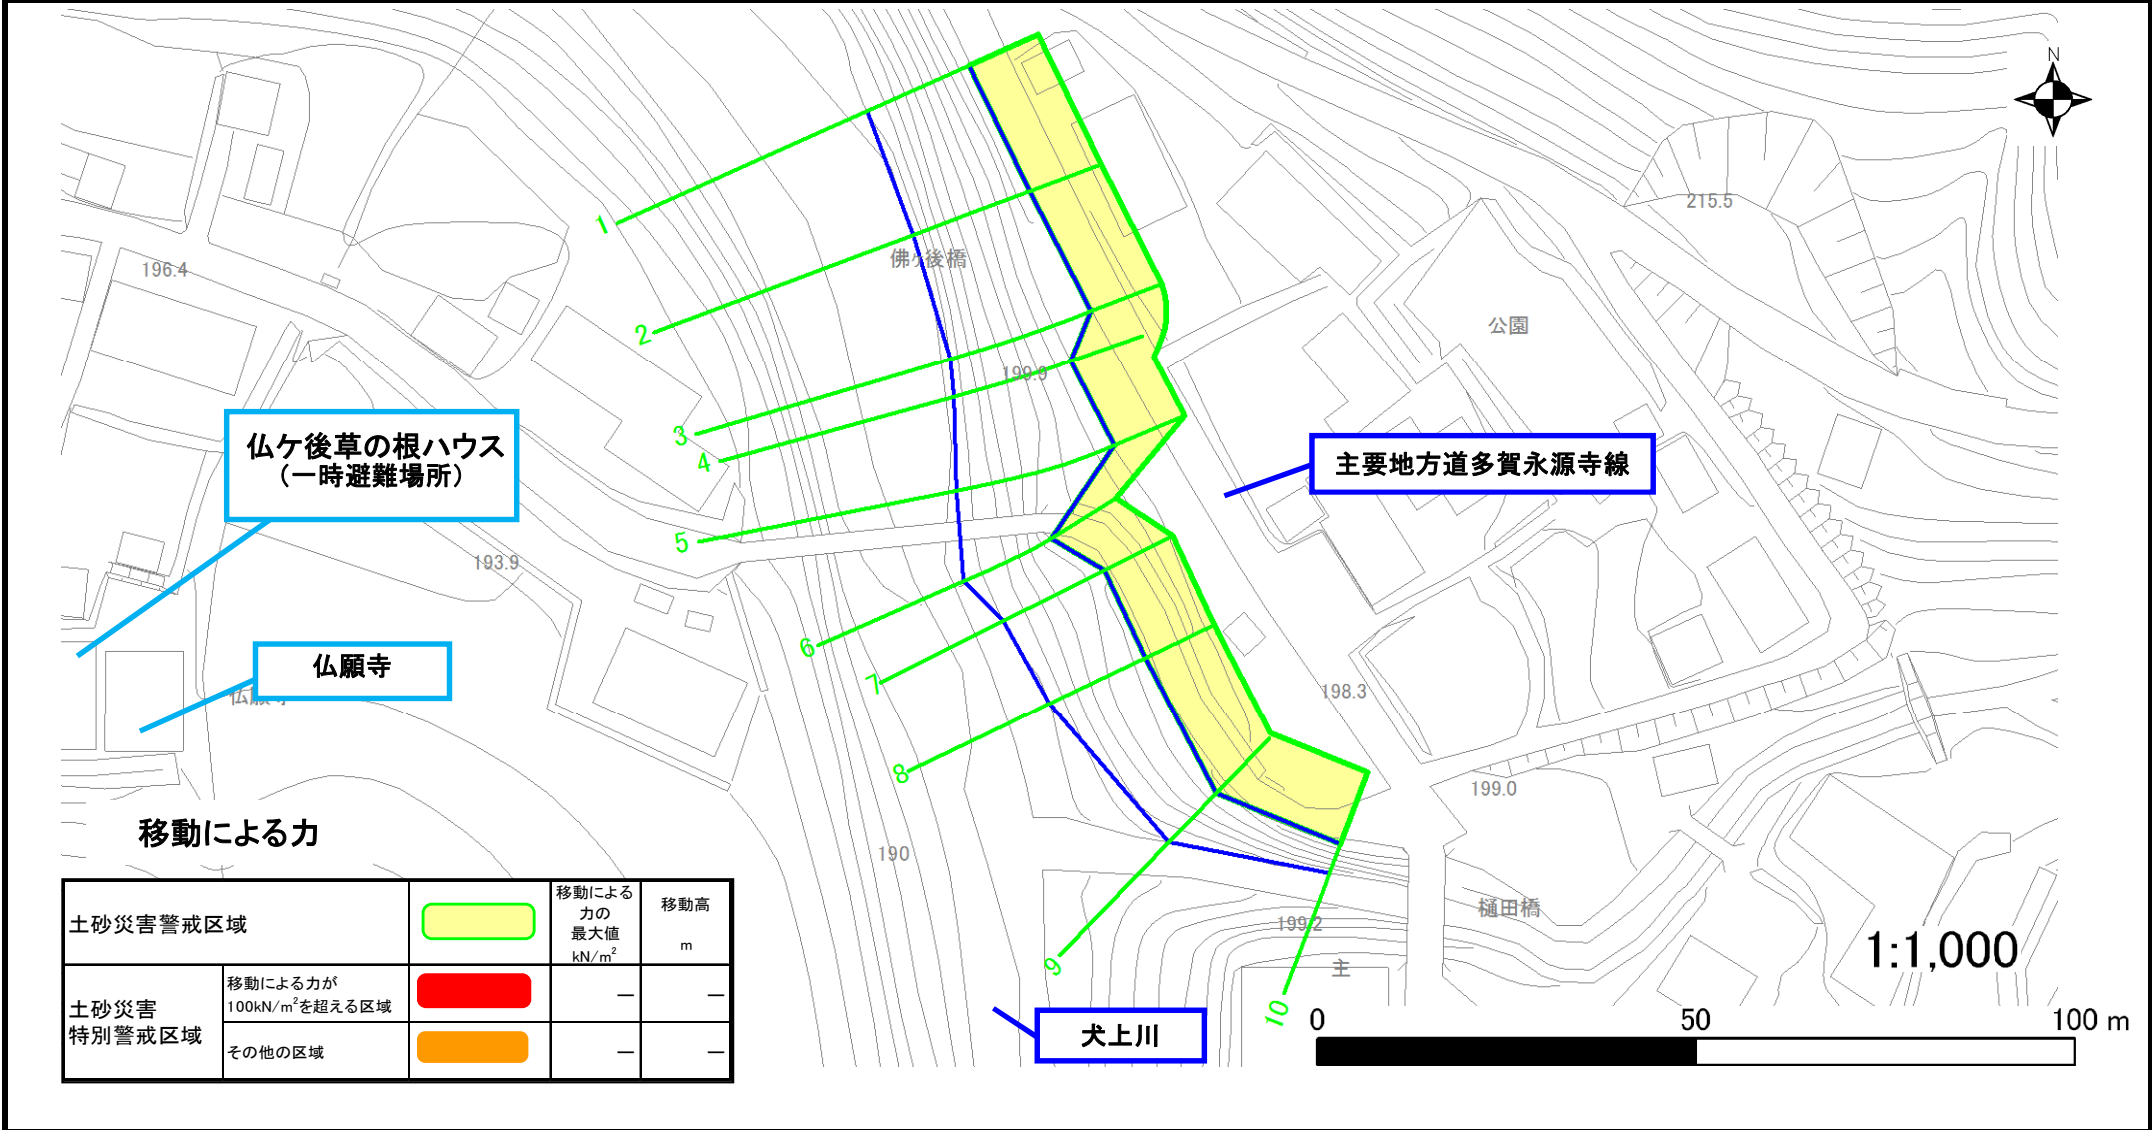 N
215.5
1
佛ヶ後橋
196.4
公園
2
199.9
3
4
仏ケ後草の根ハウス
（一時避難場所）
主要地方道多賀永源寺線
5
193.9
6
仏願寺
7
198.3
8
199.0
移動による力
190
樋田橋
199.2
9
主
1:1,000
10
犬上川
0 50 100 m
土砂災害警戒区域
移動による
力の
最大値
kN/m²
移動高
m
土砂災害
特別警戒区域
移動による力が
100kN/m²を超える区域
－ －
その他の区域
－ －